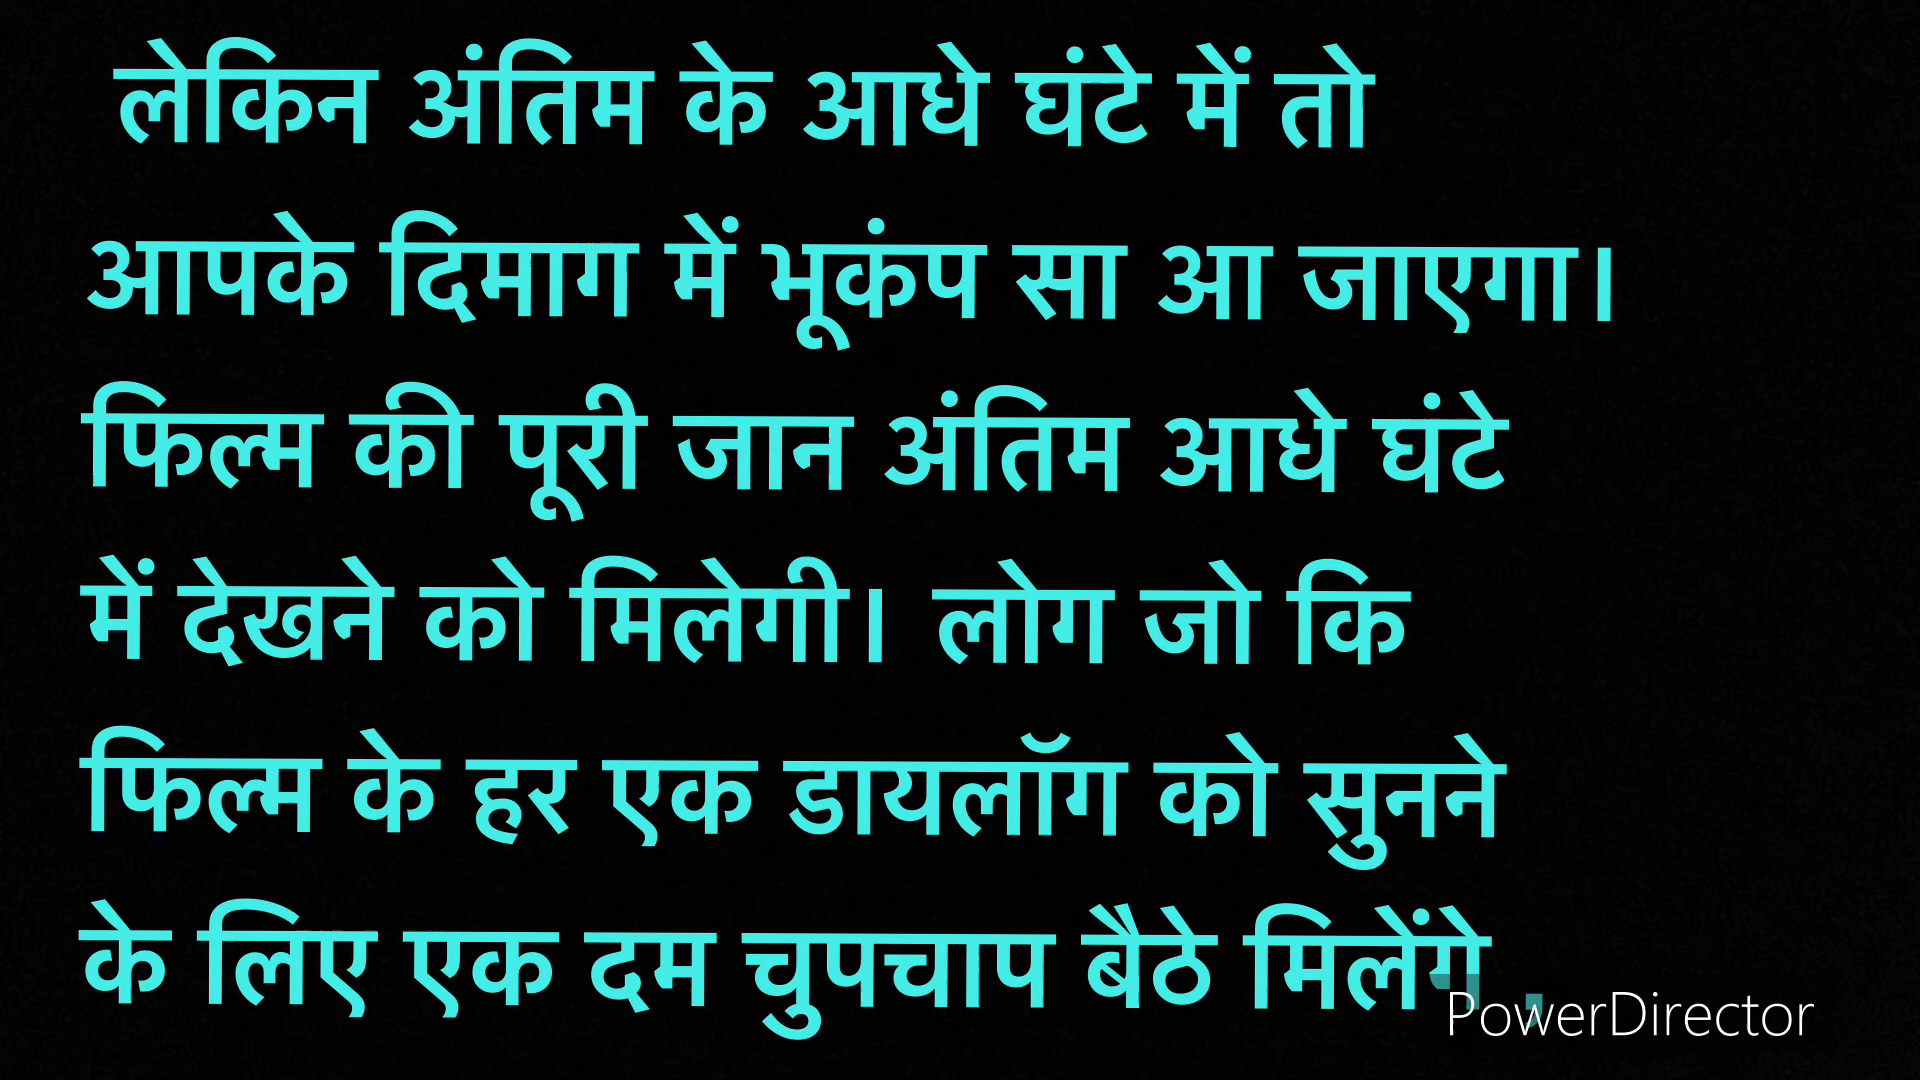 लेकिन अंतिम के आधे घंटे में तो
आपके दिमाग में भूकंप सा आ जाएगा।
फिल्म की पूरी जान अंतिम आधे घंटे
में देखने को मिलेगी। लोग जो कि
फिल्म के हर एक डायलॉग को सुनने
के लिए एक दम चुपचाप बैठे मिलेंगे ,
PowerDirector